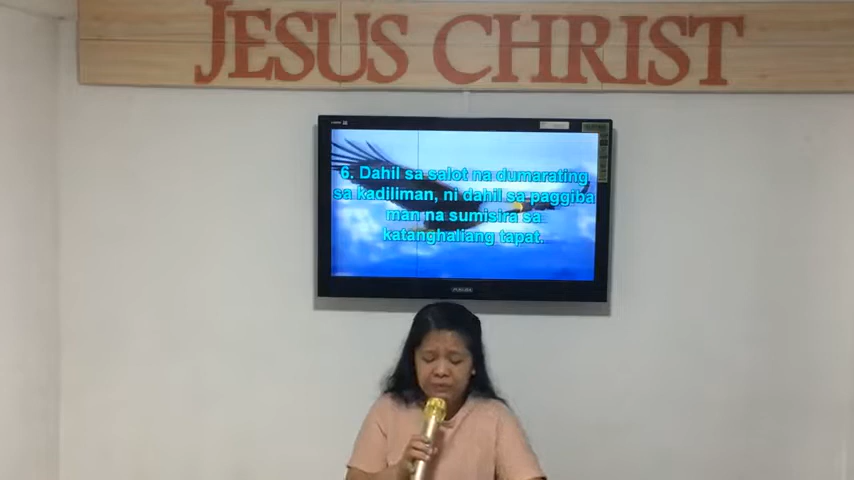 JESUS CHRIST
6. Dahil sa salot na dumarating
sa kadiliman, ni dahil sa paggiba
man na sumisira sa
katanghaliang tapat.